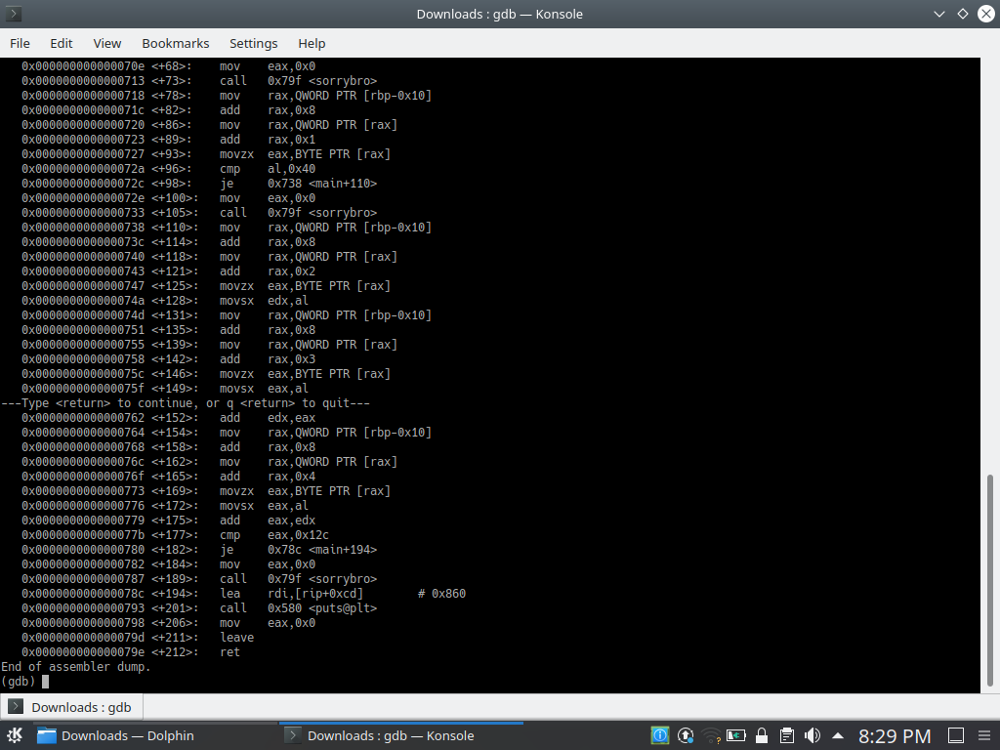 Downloads : gdb — Konsole
File Edit View Bookmarks Settings Help
0x000000000000070e <+68>: mov eax,0x0
0x0000000000000713 <+73>: call 0x79f <sorrybro>
0x0000000000000718 <+78>: mov rax,QWORD PTR [rbp-0x10]
0x000000000000071c <+82>: add rax,0x8
0x0000000000000720 <+86>: mov rax,QWORD PTR [rax]
0x0000000000000723 <+89>: add rax,0x1
0x0000000000000727 <+93>: movzx eax,BYTE PTR [rax]
0x000000000000072a <+96>: cmp al,0x40
0x000000000000072c <+98>: je 0x738 <main+110>
0x000000000000072e <+100>: mov eax,0x0
0x0000000000000733 <+105>: call 0x79f <sorrybro>
0x0000000000000738 <+110>: mov rax,QWORD PTR [rbp-0x10]
0x000000000000073c <+114>: add rax,0x8
0x0000000000000740 <+118>: mov rax,QWORD PTR [rax]
0x0000000000000743 <+121>: add rax,0x2
0x0000000000000747 <+125>: movzx eax,BYTE PTR [rax]
0x000000000000074a <+128>: movsx edx,al
0x000000000000074d <+131>: mov rax,QWORD PTR [rbp-0x10]
0x0000000000000751 <+135>: add rax,0x8
0x0000000000000755 <+139>: mov rax,QWORD PTR [rax]
0x0000000000000758 <+142>: add rax,0x3
0x000000000000075c <+146>: movzx eax,BYTE PTR [rax]
0x000000000000075f <+149>: movsx eax,al
---Type <return> to continue, or q <return> to quit---
0x0000000000000762 <+152>: add edx,eax
0x0000000000000764 <+154>: mov rax,QWORD PTR [rbp-0x10]
0x0000000000000768 <+158>: add rax,0x8
0x000000000000076c <+162>: mov rax,QWORD PTR [rax]
0x000000000000076f <+165>: add rax,0x4
0x0000000000000773 <+169>: movzx eax,BYTE PTR [rax]
0x0000000000000776 <+172>: movsx eax,al
0x0000000000000779 <+175>: add eax,edx
0x000000000000077b <+177>: cmp eax,0x12c
0x0000000000000780 <+182>: je 0x78c <main+194>
0x0000000000000782 <+184>: mov eax,0x0
0x0000000000000787 <+189>: call 0x79f <sorrybro>
0x000000000000078c <+194>: lea rdi,[rip+0xcd] # 0x860
0x0000000000000793 <+201>: call 0x580 <puts@plt>
0x0000000000000798 <+206>: mov eax,0x0
0x000000000000079d <+211>: leave
0x000000000000079e <+212>: ret
End of assembler dump.
(gdb)
Downloads : gdb
Downloads — Dolphin Downloads : gdb — Konsole 8:29 PM